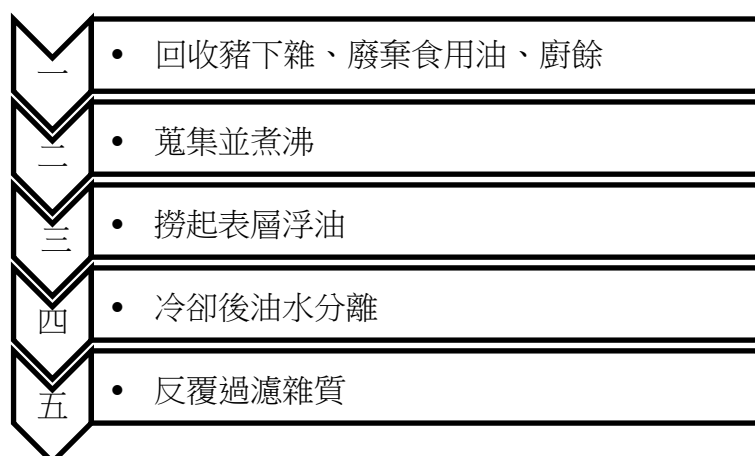 一
• 回收豬下雜、廢棄食用油、廚餘
二
• 蒐集並煮沸
三
• 撈起表層浮油
四
• 冷卻後油水分離
五
• 反覆過濾雜質